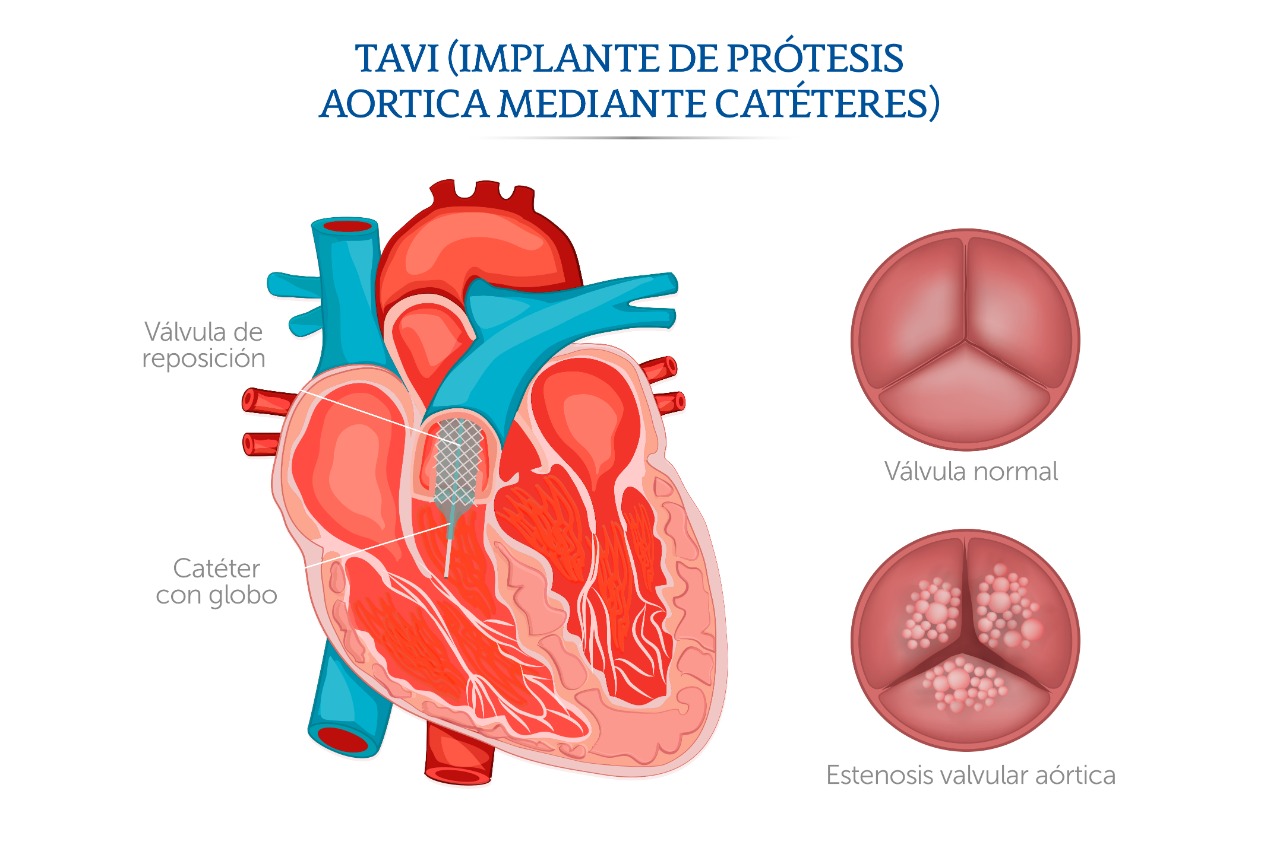 TAVI (IMPLANTE DE PRÓTESIS
AORTICA MEDIANTE CATÉTERES)
Válvula de
reposición
Catéter
con globo
Válvula normal
Estenosis valvular aórtica